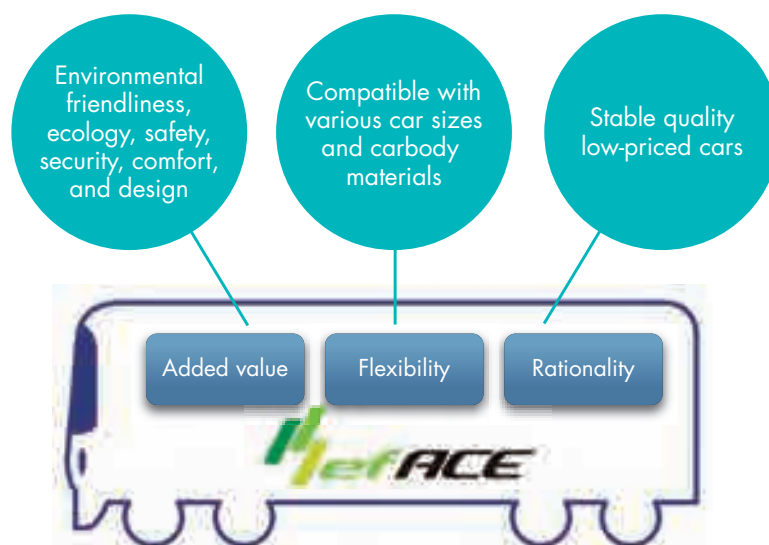 Environmental
friendliness,
ecology, safety,
security, comfort,
and design
Compatible with
various car sizes
and carbody
materials
Stable quality
low-priced cars
Added value
Flexibility
Rationality
efACE